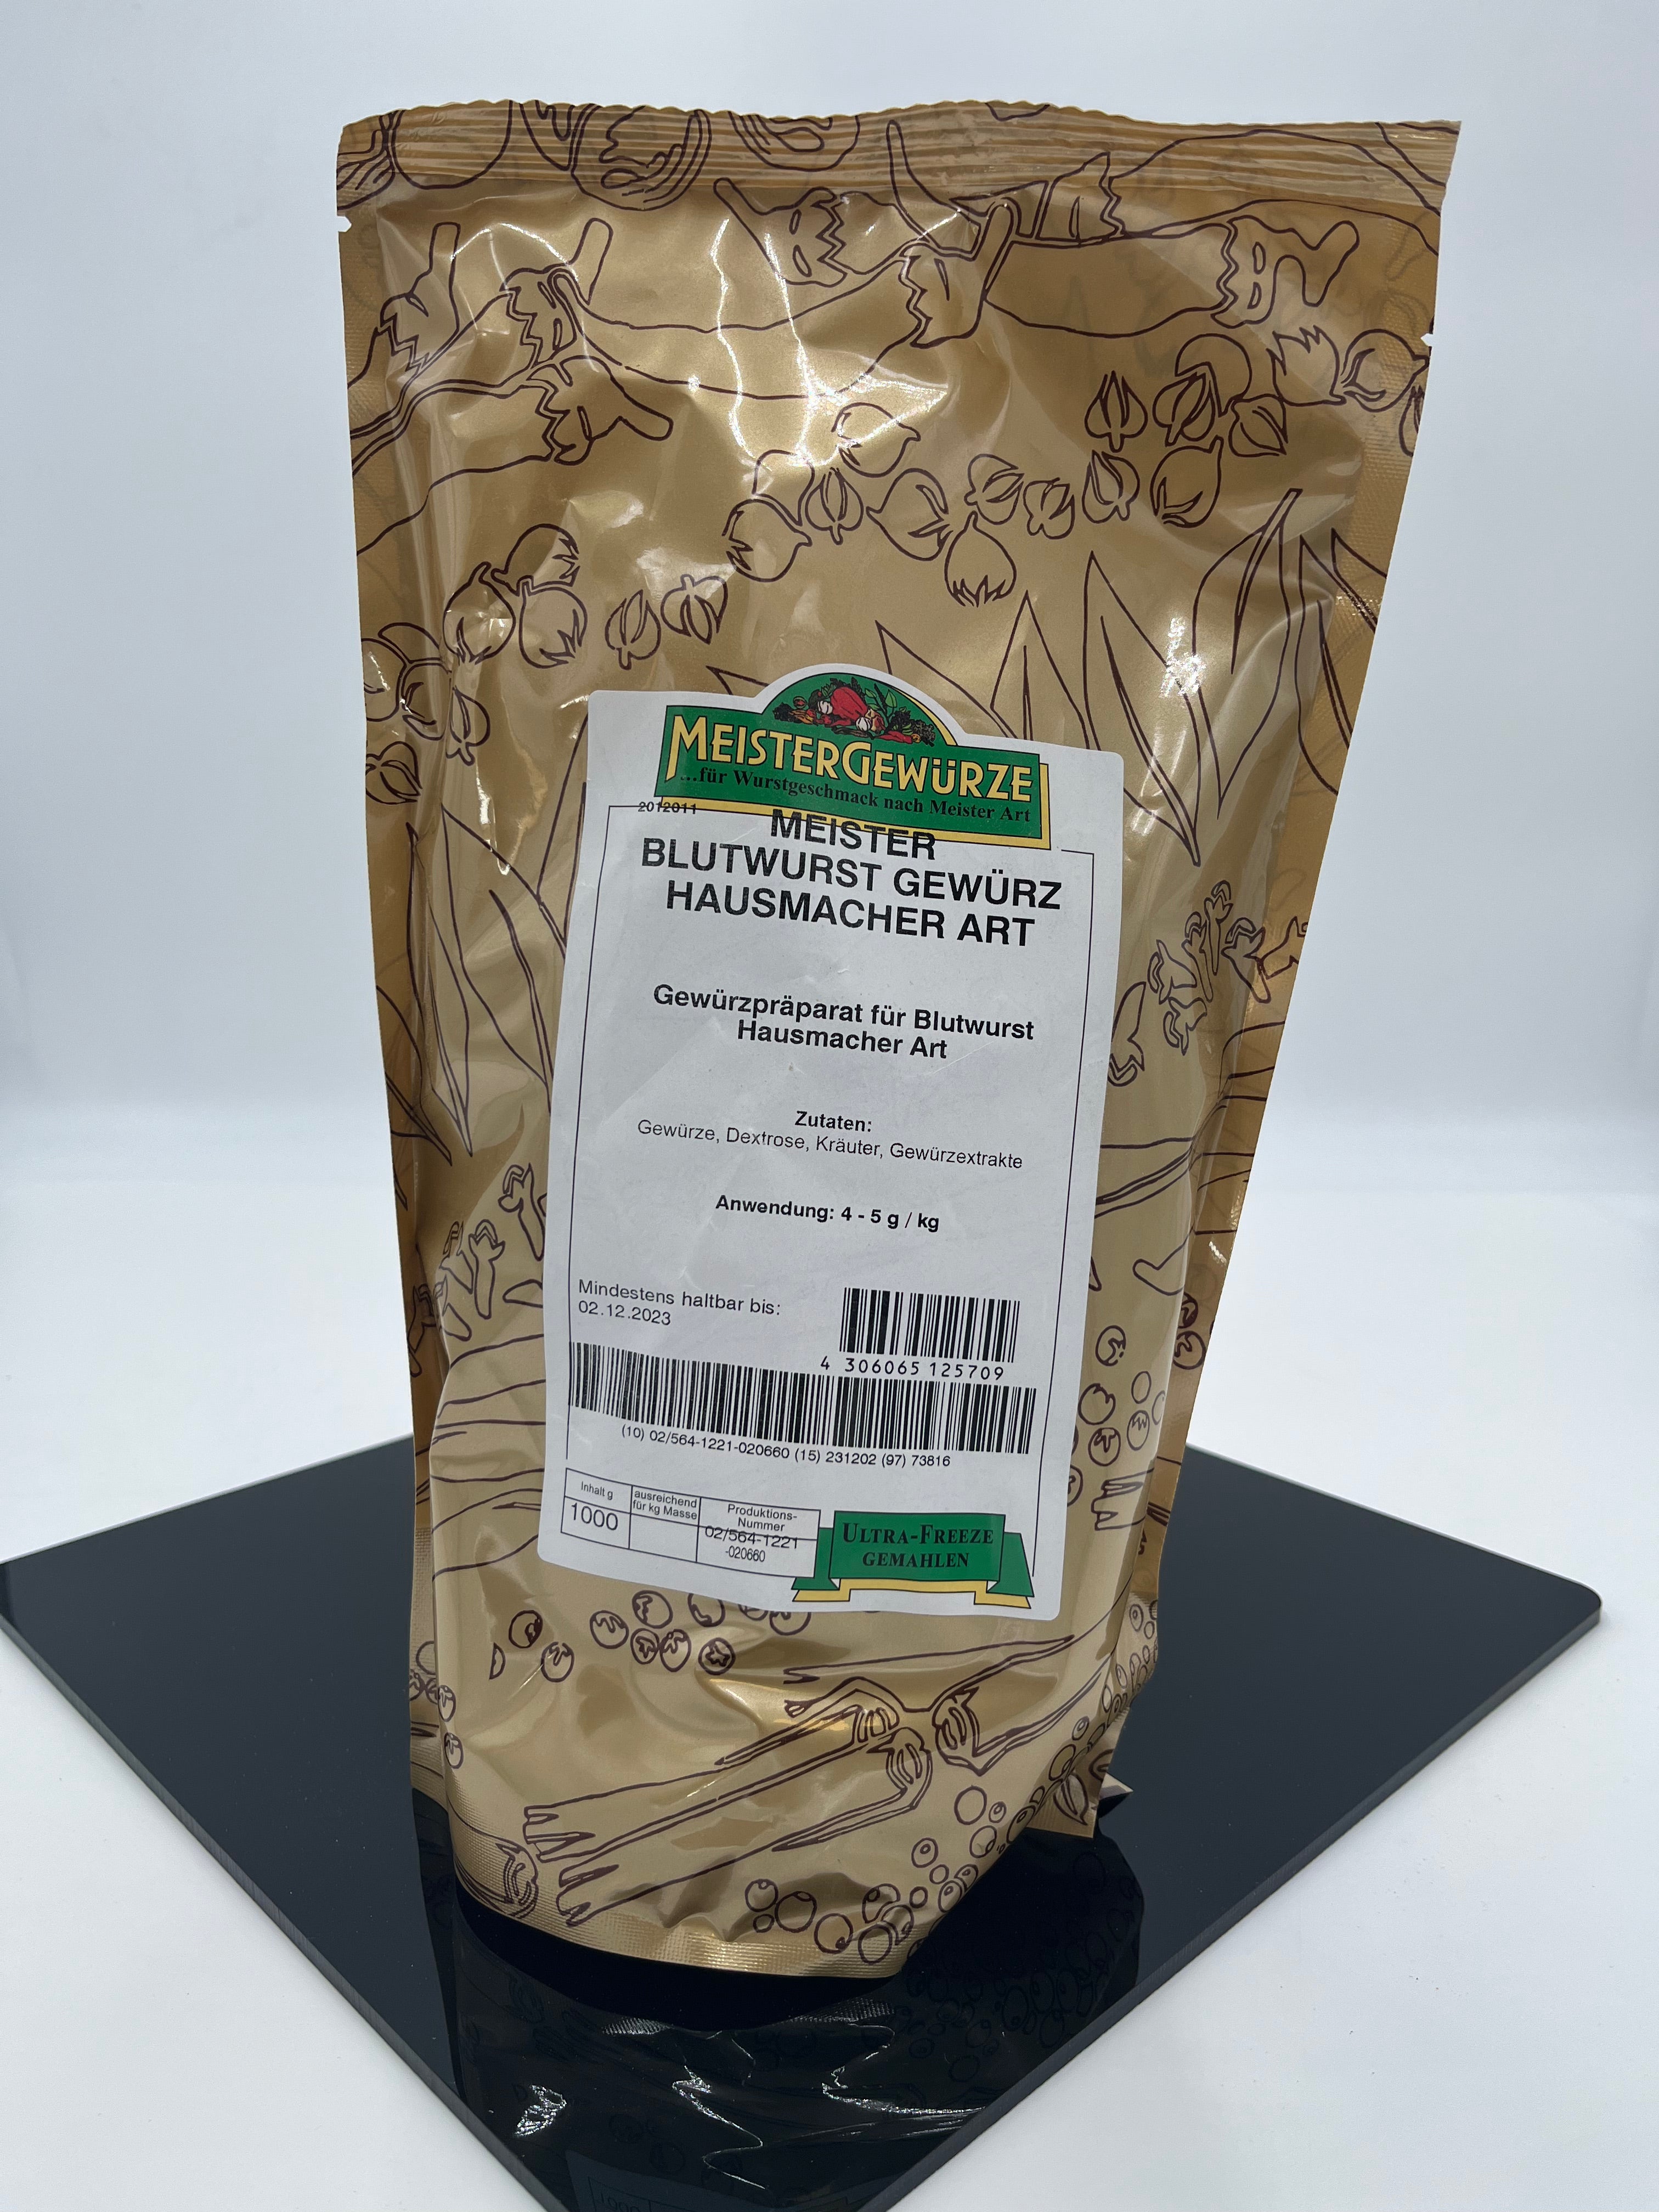 MEISTERGEWÜRZE
...für Wurstgeschmack nach Meister Art
2012011
MEISTER
BLUTWURST GEWÜRZ
HAUSMACHER ART
Gewürzpräparat für Blutwurst
Hausmacher Art
Zutaten:
Gewürze, Dextrose, Kräuter, Gewürzextrakte
Anwendung: 4 - 5 g / kg
Mindestens haltbar bis:
02.12.2023
4 306065 125709
(10) 02/564-1221-020660 (15) 231202 (97) 73816
Inhalt g
1000
ausreichend
für kg Masse
Produktions-
Nummer
02/564-1221
-020660
ULTRA-FREEZE
GEMAHLEN